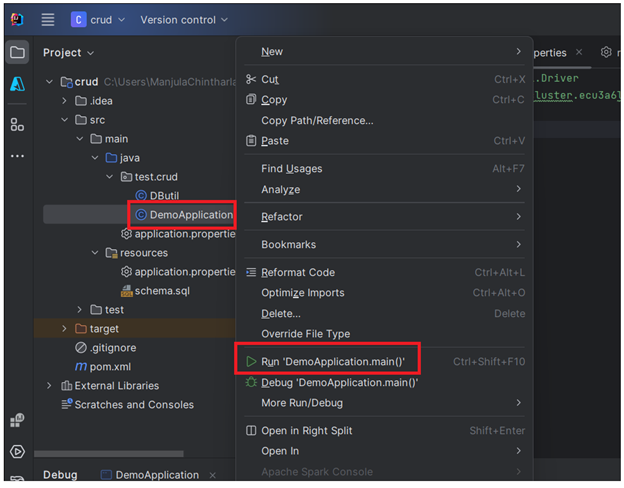 C crud Version control
Project
crud C:\Users\ManjulaChintharla
.idea
src
main
java
test.crud
DButil
DemoApplication
application.propertie
resources
application.propertie
schema.sql
test
target
.gitignore
m pom.xml
External Libraries
Scratches and Consoles
Debug DemoApplication
New
Cut Ctrl+X
Copy Ctrl+C
Copy Path/Reference...
Paste Ctrl+V
Find Usages Alt+F7
Analyze
Refactor
Bookmarks
Reformat Code Ctrl+Alt+L
Optimize Imports Ctrl+Alt+O
Delete... Delete
Override File Type
Run 'DemoApplication.main()' Ctrl+Shift+F10
Debug 'DemoApplication.main()'
More Run/Debug
Open in Right Split Shift+Enter
Open In
Apache Spark Console
perties
.Driver
luster.ecu3a6l